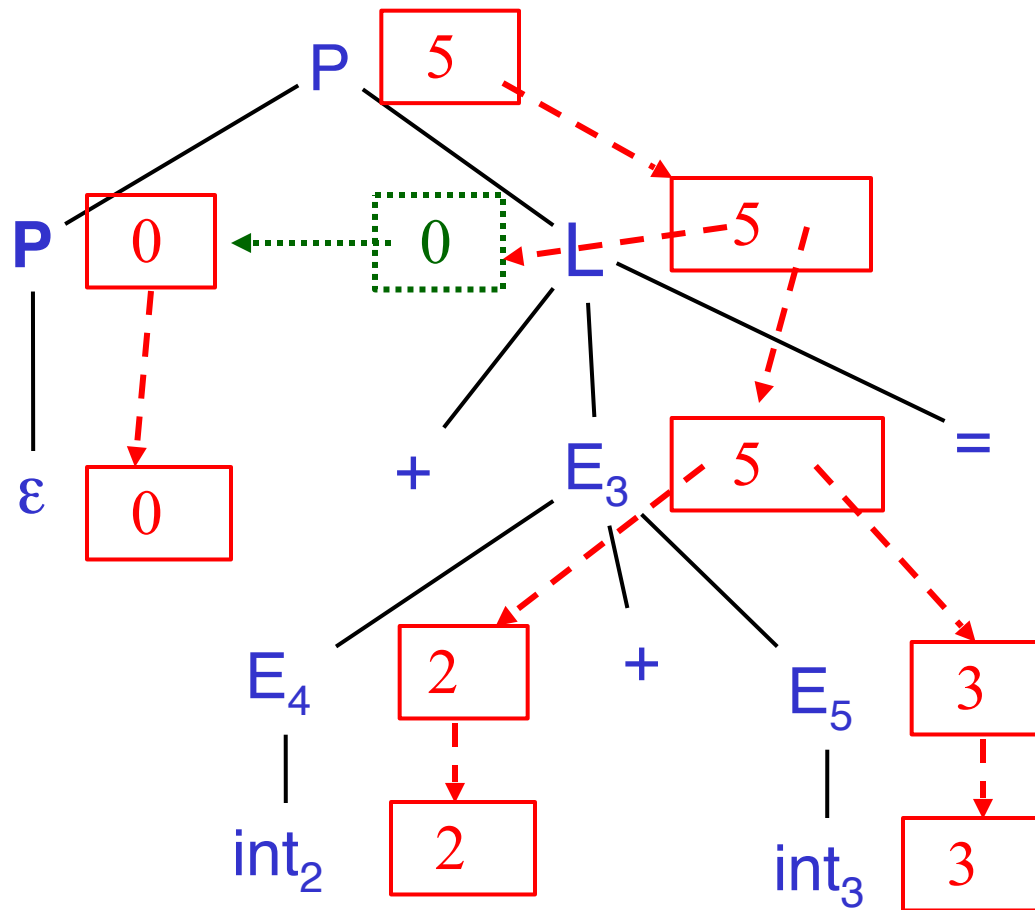 P 5
P 0 0 L 5
+ E₃ 5 =
ε 0
E₄ 2 + E₅ 3
int₂ 2 int₃ 3